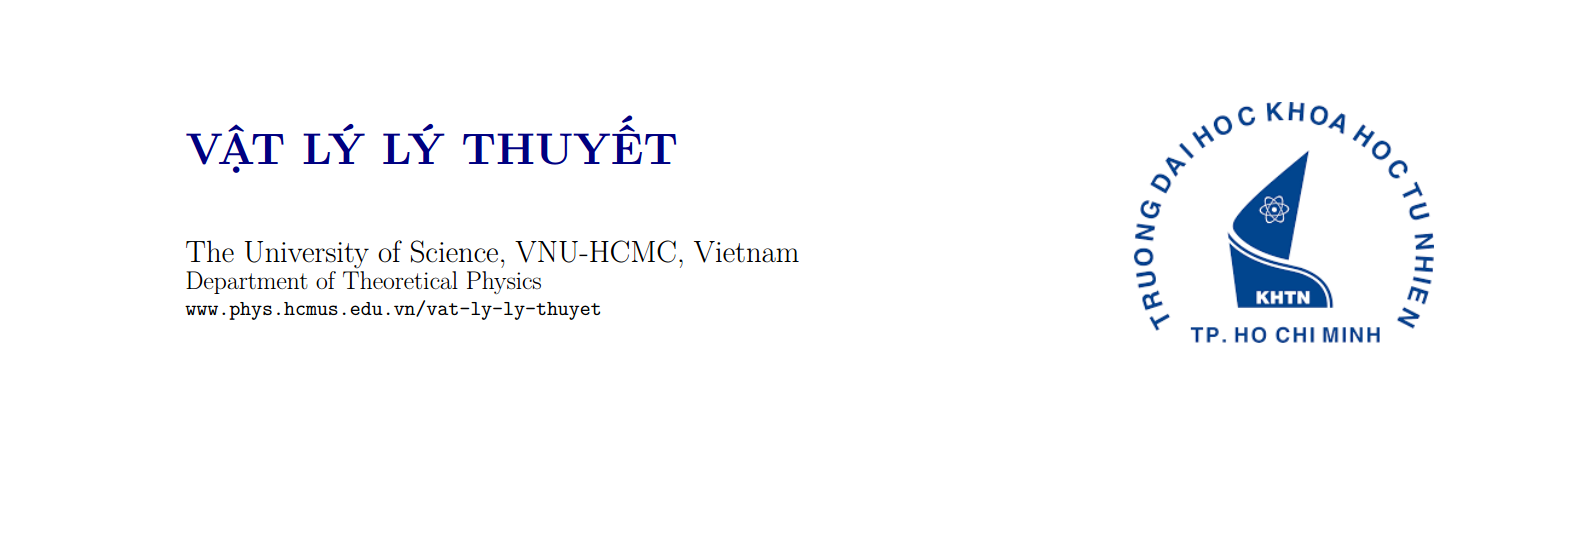 VẬT LÝ LÝ THUYẾT
The University of Science, VNU-HCMC, Vietnam
Department of Theoretical Physics
www.phys.hcmus.edu.vn/vat-ly-ly-thuyet
TRUONG DAI HOC KHOA HOC TU NHIEN
KHTN
TP. HO CHI MINH